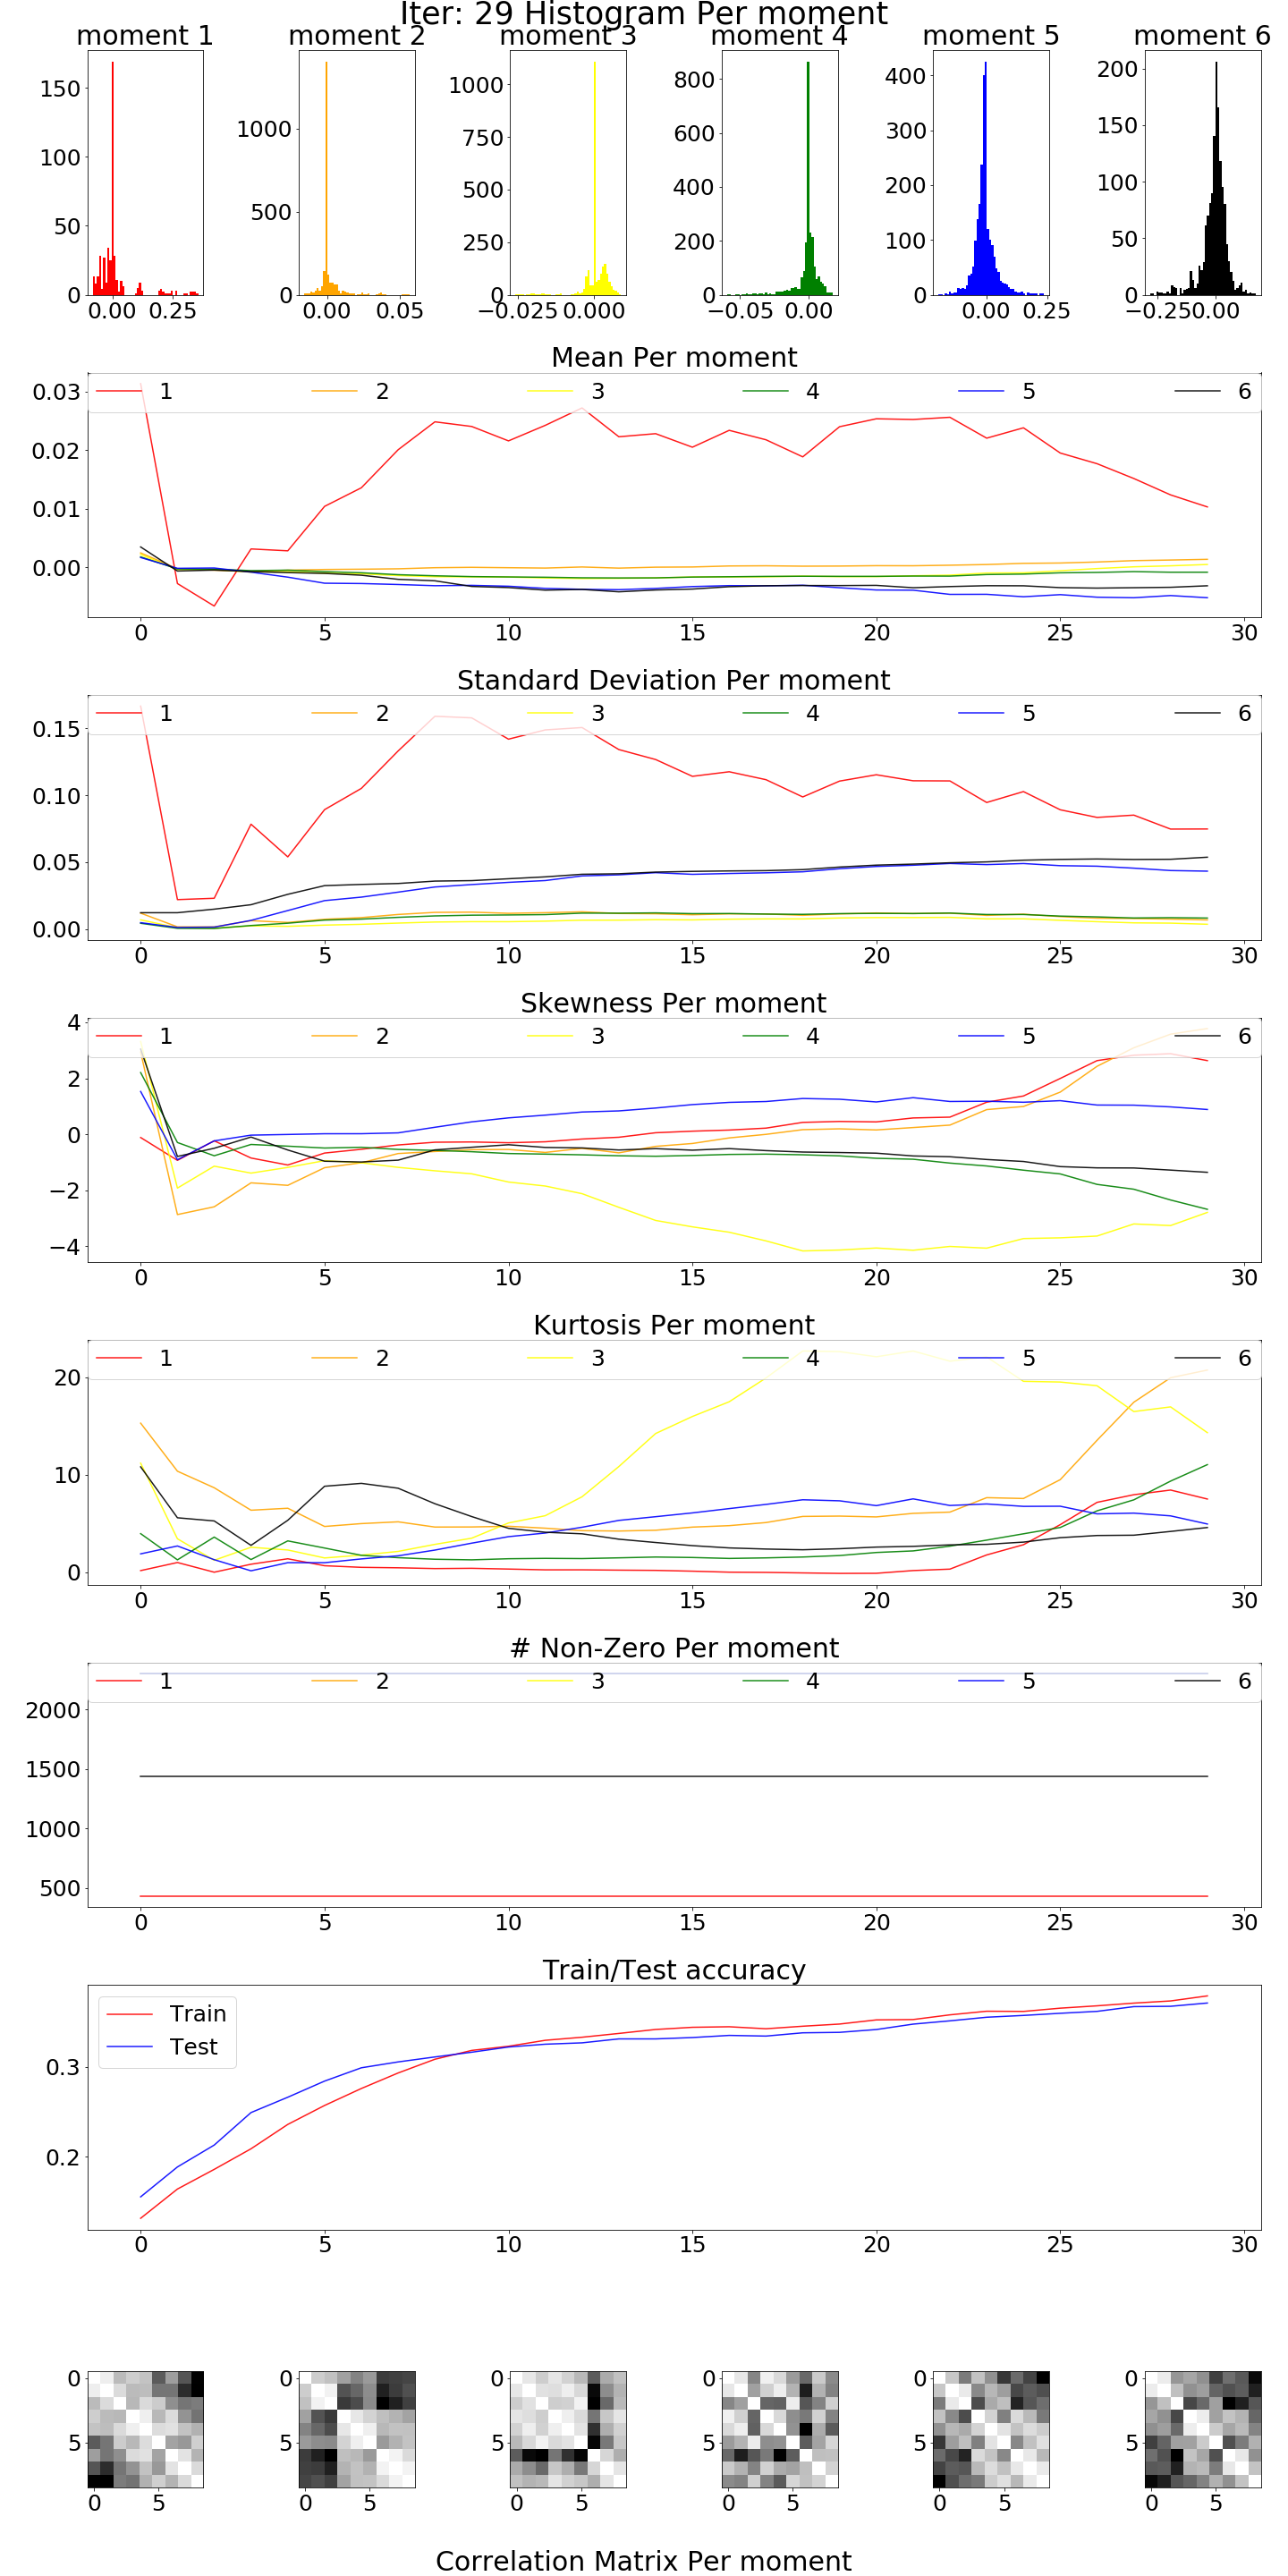 Iter: 29 Histogram Per moment
moment 1 moment 2 moment 3 moment 4 moment 5 moment 6
150
100
50
0
0.00 0.25
1000
500
0
0.00 0.05
1000
750
500
250
0
−0.025 0.000
800
600
400
200
0
−0.05 0.00
400
300
200
100
0
0.00 0.25
200
150
100
50
0
−0.25 0.00
Mean Per moment
1 2 3 4 5 6
0.03
0.02
0.01
0.00
0 5 10 15 20 25 30
Standard Deviation Per moment
1 2 3 4 5 6
0.15
0.10
0.05
0.00
0 5 10 15 20 25 30
Skewness Per moment
1 2 3 4 5 6
4
2
0
−2
−4
0 5 10 15 20 25 30
Kurtosis Per moment
1 2 3 4 5 6
20
10
0
0 5 10 15 20 25 30
# Non-Zero Per moment
1 2 3 4 5 6
2000
1500
1000
500
0 5 10 15 20 25 30
Train/Test accuracy
Train
Test
0.3
0.2
0 5 10 15 20 25 30
0 0 0 0 0 0
5 5 5 5 5 5
0 5 0 5 0 5 0 5 0 5 0 5
Correlation Matrix Per moment